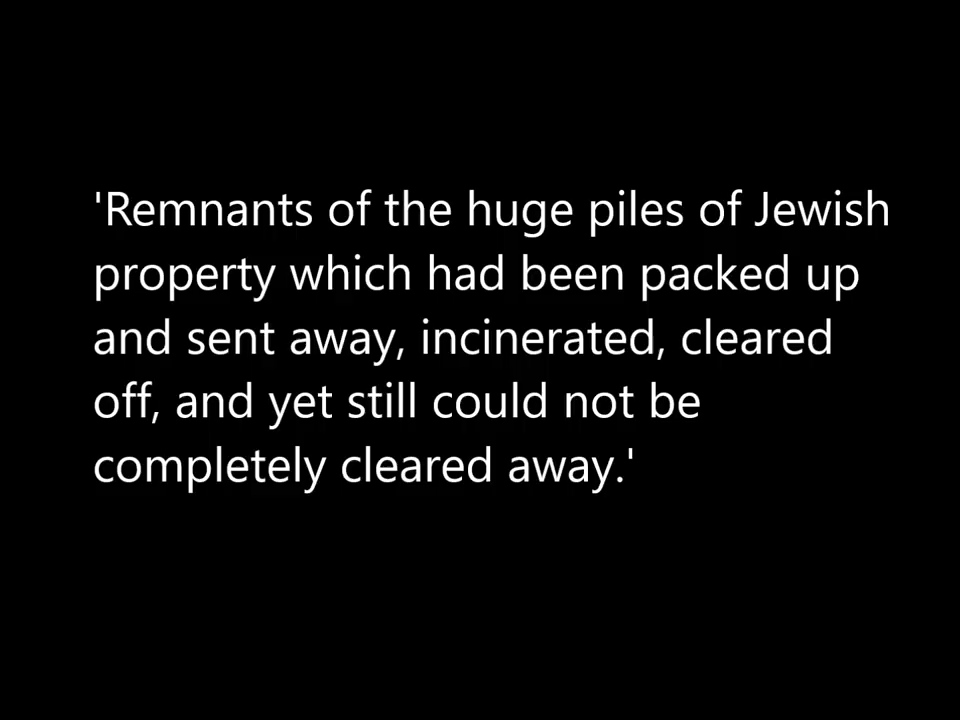 'Remnants of the huge piles of Jewish
property which had been packed up
and sent away, incinerated, cleared
off, and yet still could not be
completely cleared away.'